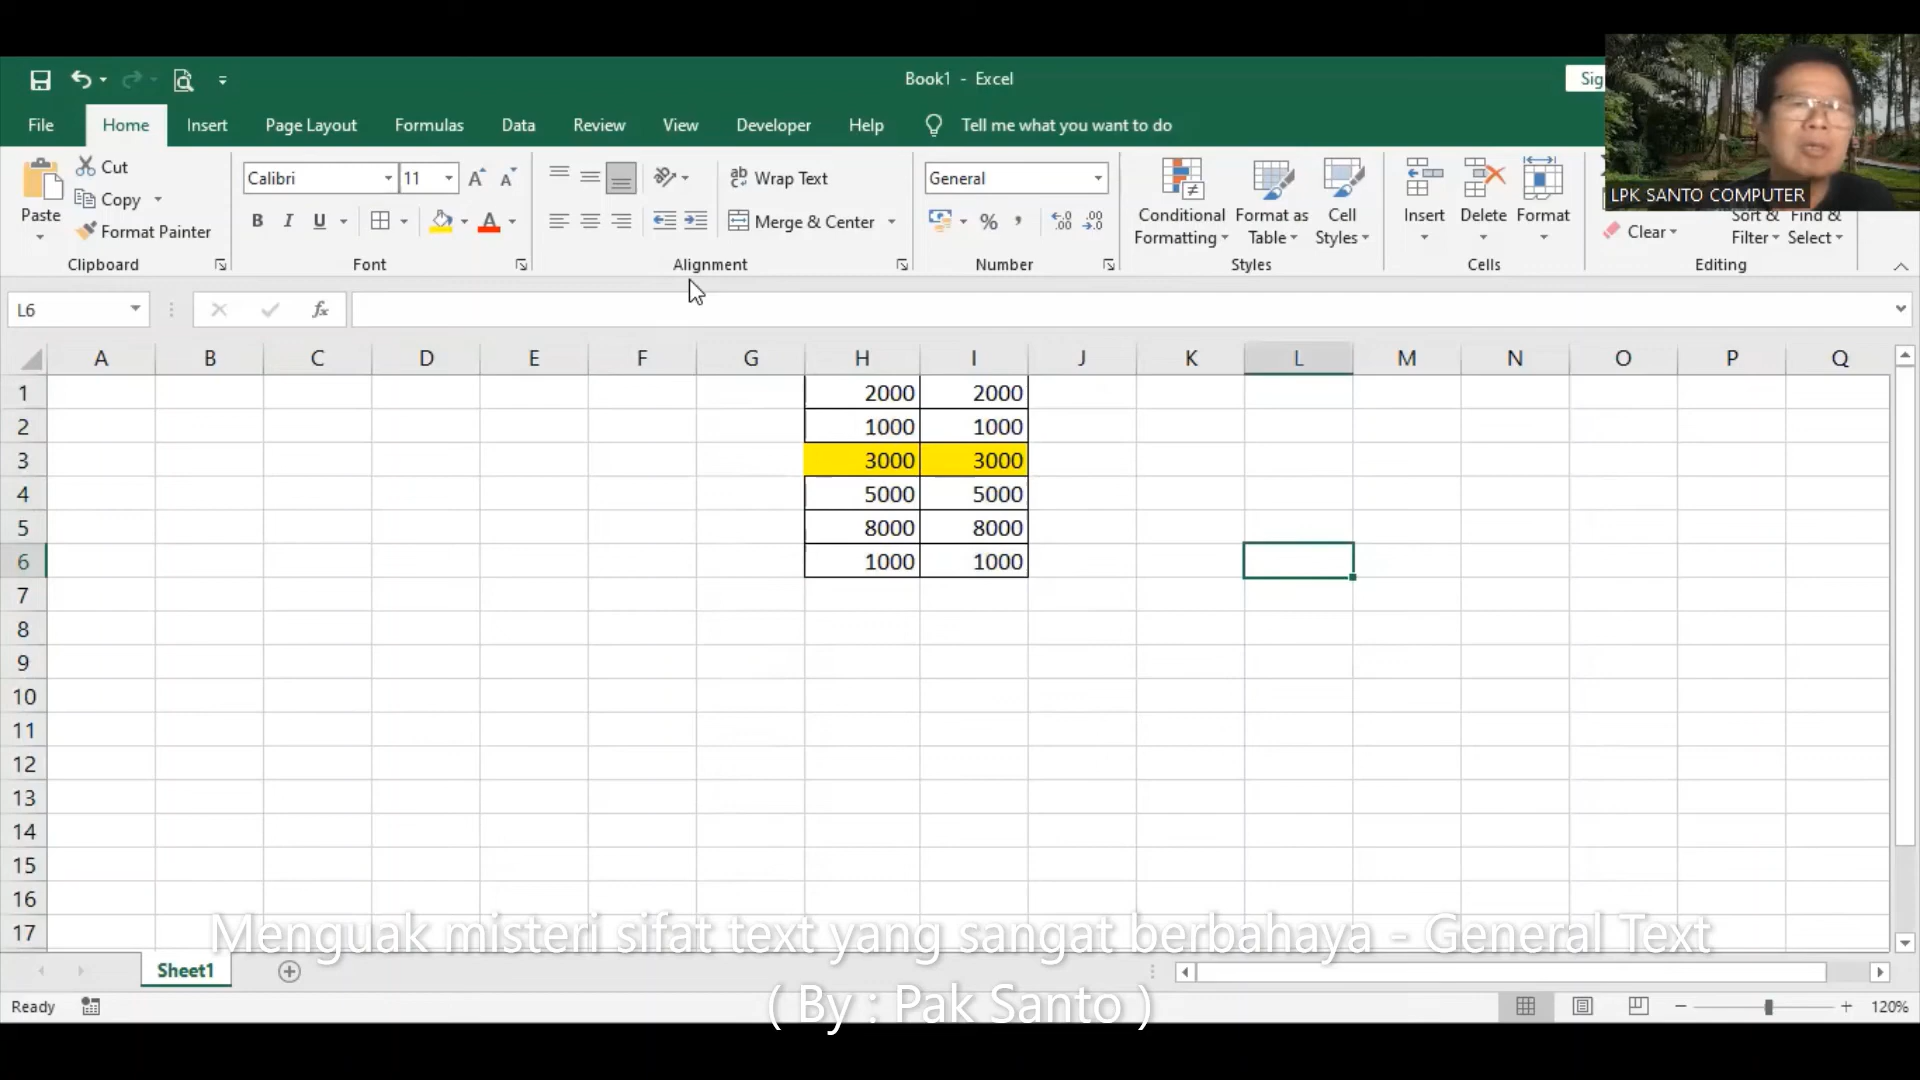 Book1 - Excel
Sig
LPK SANTO COMPUTER
File Home Insert Page Layout Formulas Data Review View Developer Help Tell me what you want to do
Paste
Cut
Copy
Format Painter
Clipboard
Calibri 11
B I U
Font
Wrap Text
Merge & Center
Alignment
General
% ,
Number
Conditional Formatting
Format as Table
Cell Styles
Styles
Insert
Delete
Format
Cells
Clear
Sort & Filter
Find & Select
Editing
L6
fx
A B C D E F G H I J K L M N O P Q
1 2000 2000
2 1000 1000
3 3000 3000
4 5000 5000
5 8000 8000
6 1000 1000
7
8
9
10
11
12
13
14
15
16
17
Menguak misteri sifat text yang sangat berbahaya - General Text
Sheet1
( By : Pak Santo )
Ready
120%